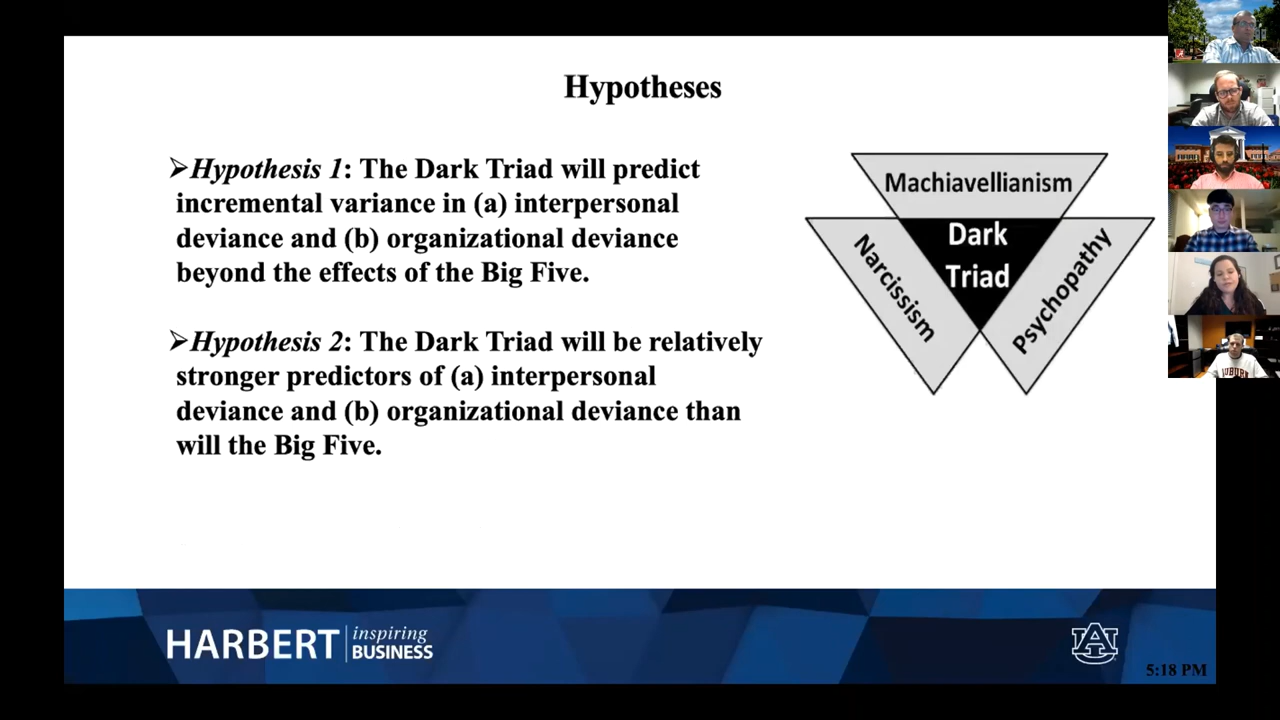 Hypotheses
➢Hypothesis 1: The Dark Triad will predict
incremental variance in (a) interpersonal
deviance and (b) organizational deviance
beyond the effects of the Big Five.
➢Hypothesis 2: The Dark Triad will be relatively
stronger predictors of (a) interpersonal
deviance and (b) organizational deviance than
will the Big Five.
Machiavellianism
Dark
Triad
Narcissism
Psychopathy
HARBERT
inspiring
BUSINESS
AU
5:18 PM
AUBURN